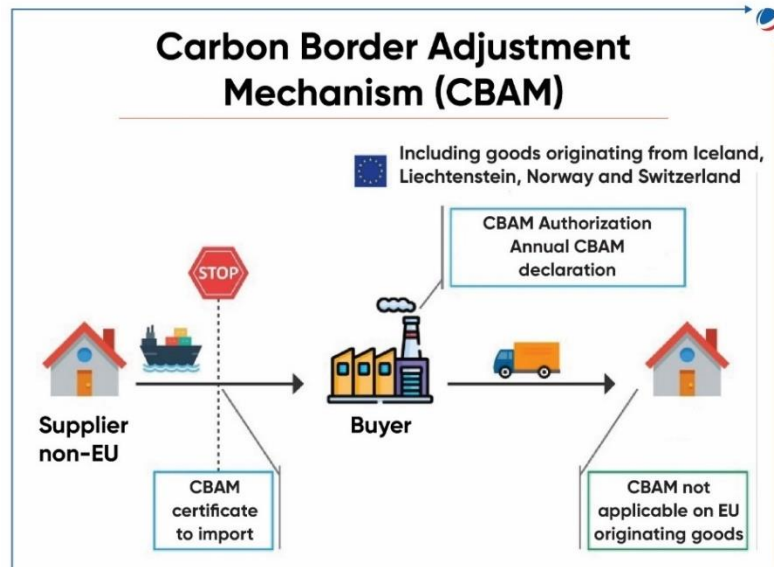 Carbon Border Adjustment
Mechanism (CBAM)
Including goods originating from Iceland,
Liechtenstein, Norway and Switzerland
CBAM Authorization
Annual CBAM
declaration
STOP
Supplier
non-EU
Buyer
CBAM
certificate
to import
CBAM not
applicable on EU
originating goods